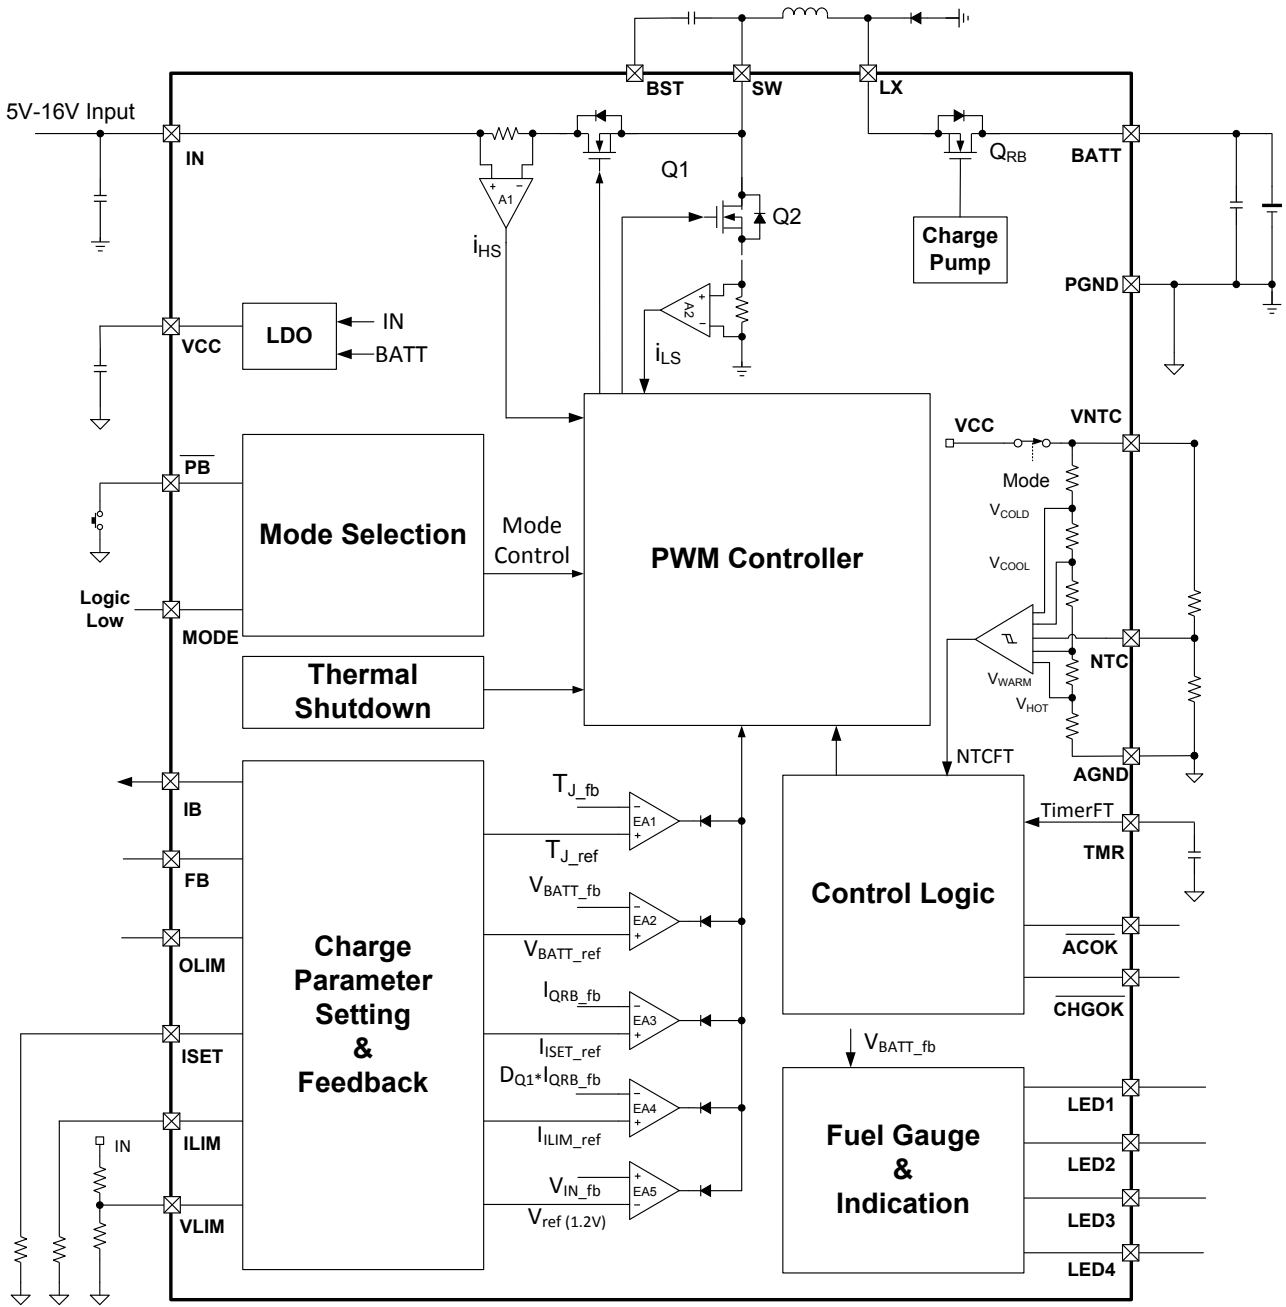 BST
SW
LX
5V-16V Input
IN
A1
+
−
Q1
QRB
BATT
Q2
iHS
Charge
Pump
PGND
A2
+
−
iLS
VCC
LDO
IN
BATT
PB
Mode Selection
Mode
Control
Logic
Low
MODE
PWM Controller
VCC
Mode
VNTC
VCOLD
VCOOL
VWARM
VHOT
NTC
AGND
NTCFT
Thermal
Shutdown
IB
FB
OLIM
ISET
ILIM
IN
VLIM
Charge
Parameter
Setting
&
Feedback
TJ_fb
−
EA1
+
TJ_ref
VBATT_fb
−
EA2
+
VBATT_ref
IQRB_fb
−
EA3
+
IISET_ref
DQ1*IQRB_fb
−
EA4
+
IILIM_ref
+
VIN_fb
EA5
−
Vref (1.2V)
Control Logic
TimerFT
TMR
ACOK
CHGOK
VBATT_fb
Fuel Gauge
&
Indication
LED1
LED2
LED3
LED4